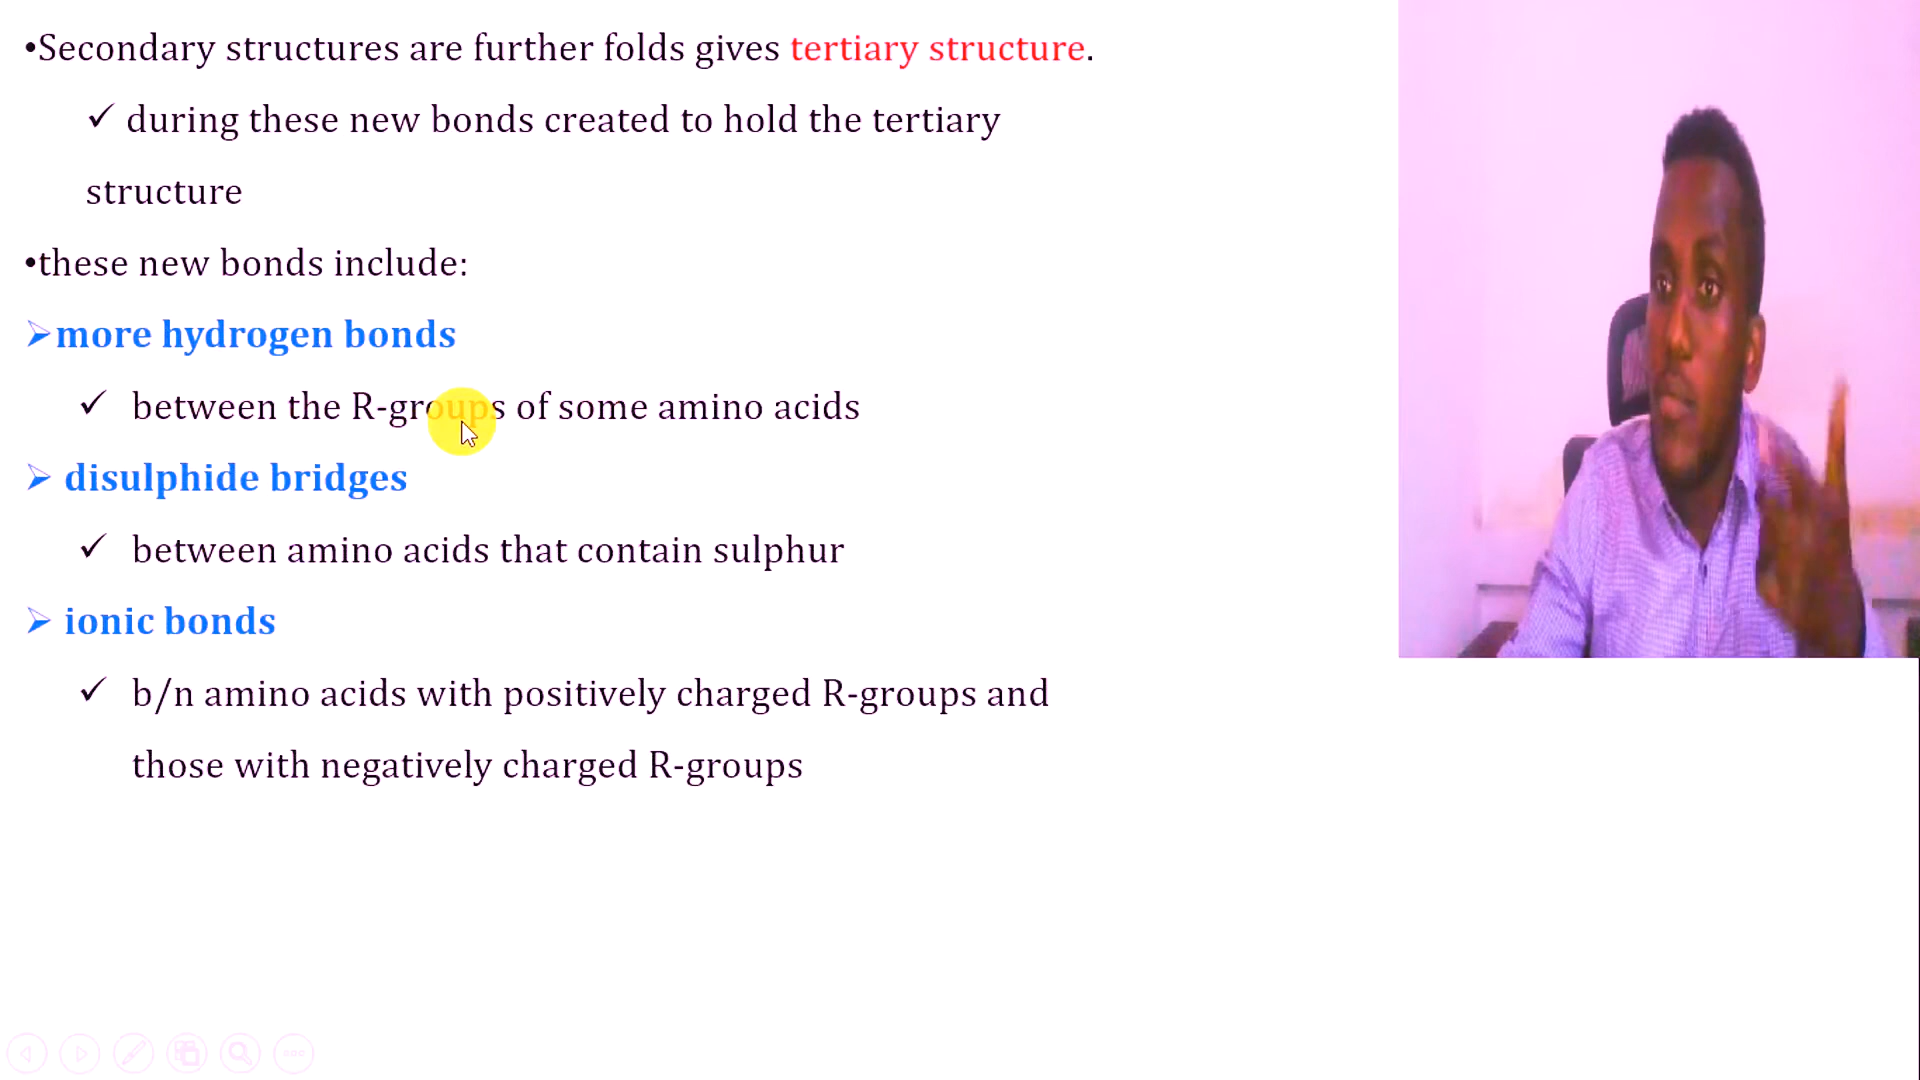 •Secondary structures are further folds gives tertiary structure.
✓ during these new bonds created to hold the tertiary
structure
•these new bonds include:
➢more hydrogen bonds
✓ between the R-groups of some amino acids
➢ disulphide bridges
✓ between amino acids that contain sulphur
➢ ionic bonds
✓ b/n amino acids with positively charged R-groups and
those with negatively charged R-groups